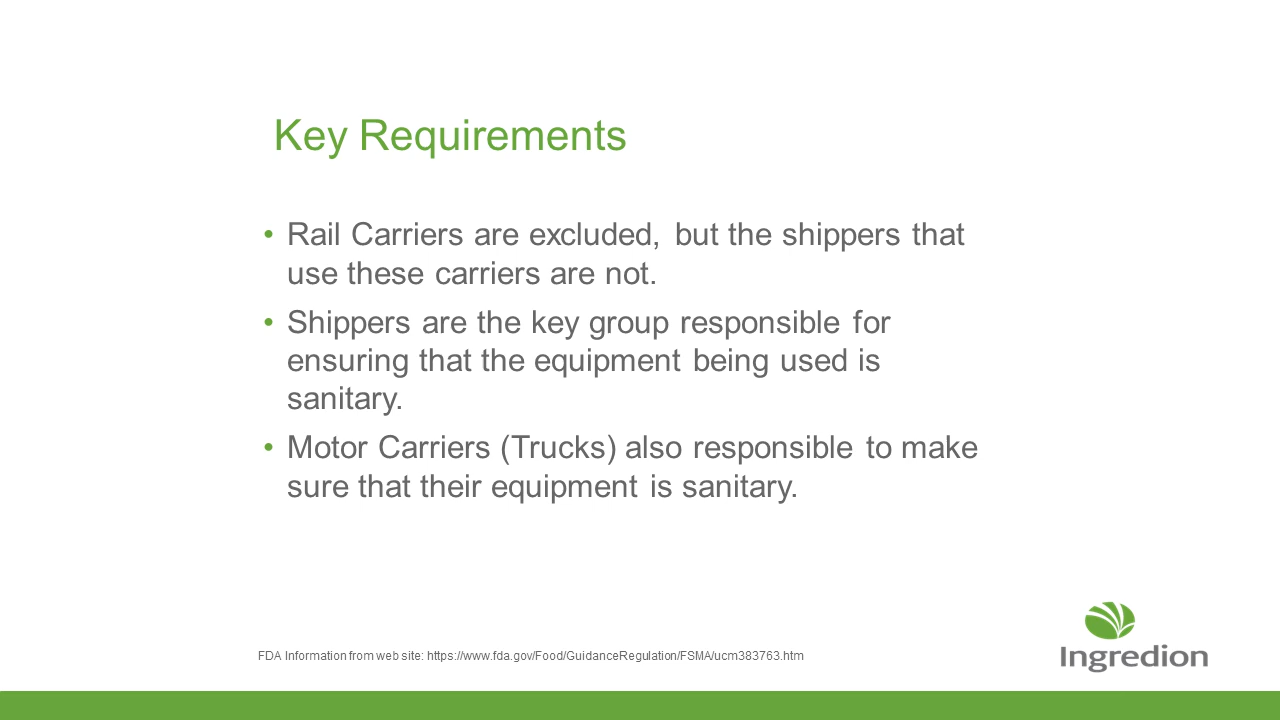 Key Requirements
• Rail Carriers are excluded, but the shippers that
use these carriers are not.
• Shippers are the key group responsible for
ensuring that the equipment being used is
sanitary.
• Motor Carriers (Trucks) also responsible to make
sure that their equipment is sanitary.
FDA Information from web site: https://www.fda.gov/Food/GuidanceRegulation/FSMA/ucm383763.htm
Ingredion